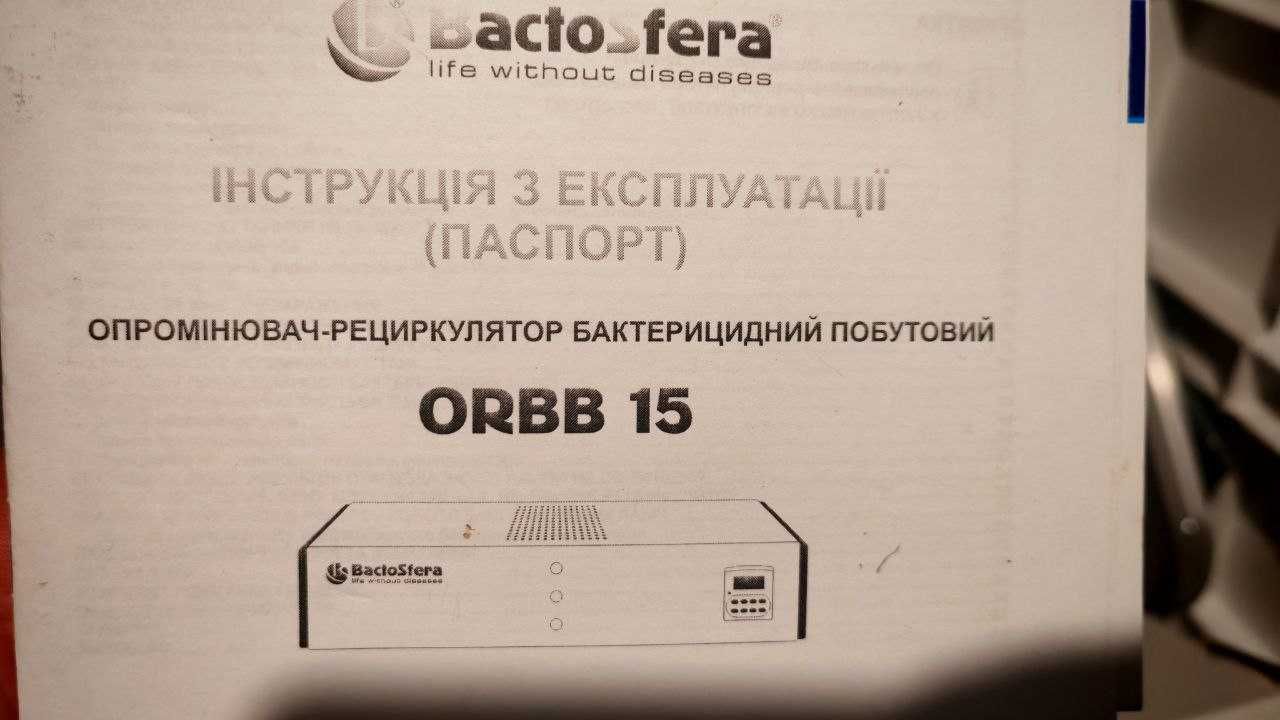 BactoSfera®
life without diseases
ІНСТРУКЦІЯ З ЕКСПЛУАТАЦІЇ
(ПАСПОРТ)
ОПРОМІНЮВАЧ-РЕЦИРКУЛЯТОР БАКТЕРИЦИДНИЙ ПОБУТОВИЙ
ORBB 15
BactoSfera
life without diseases